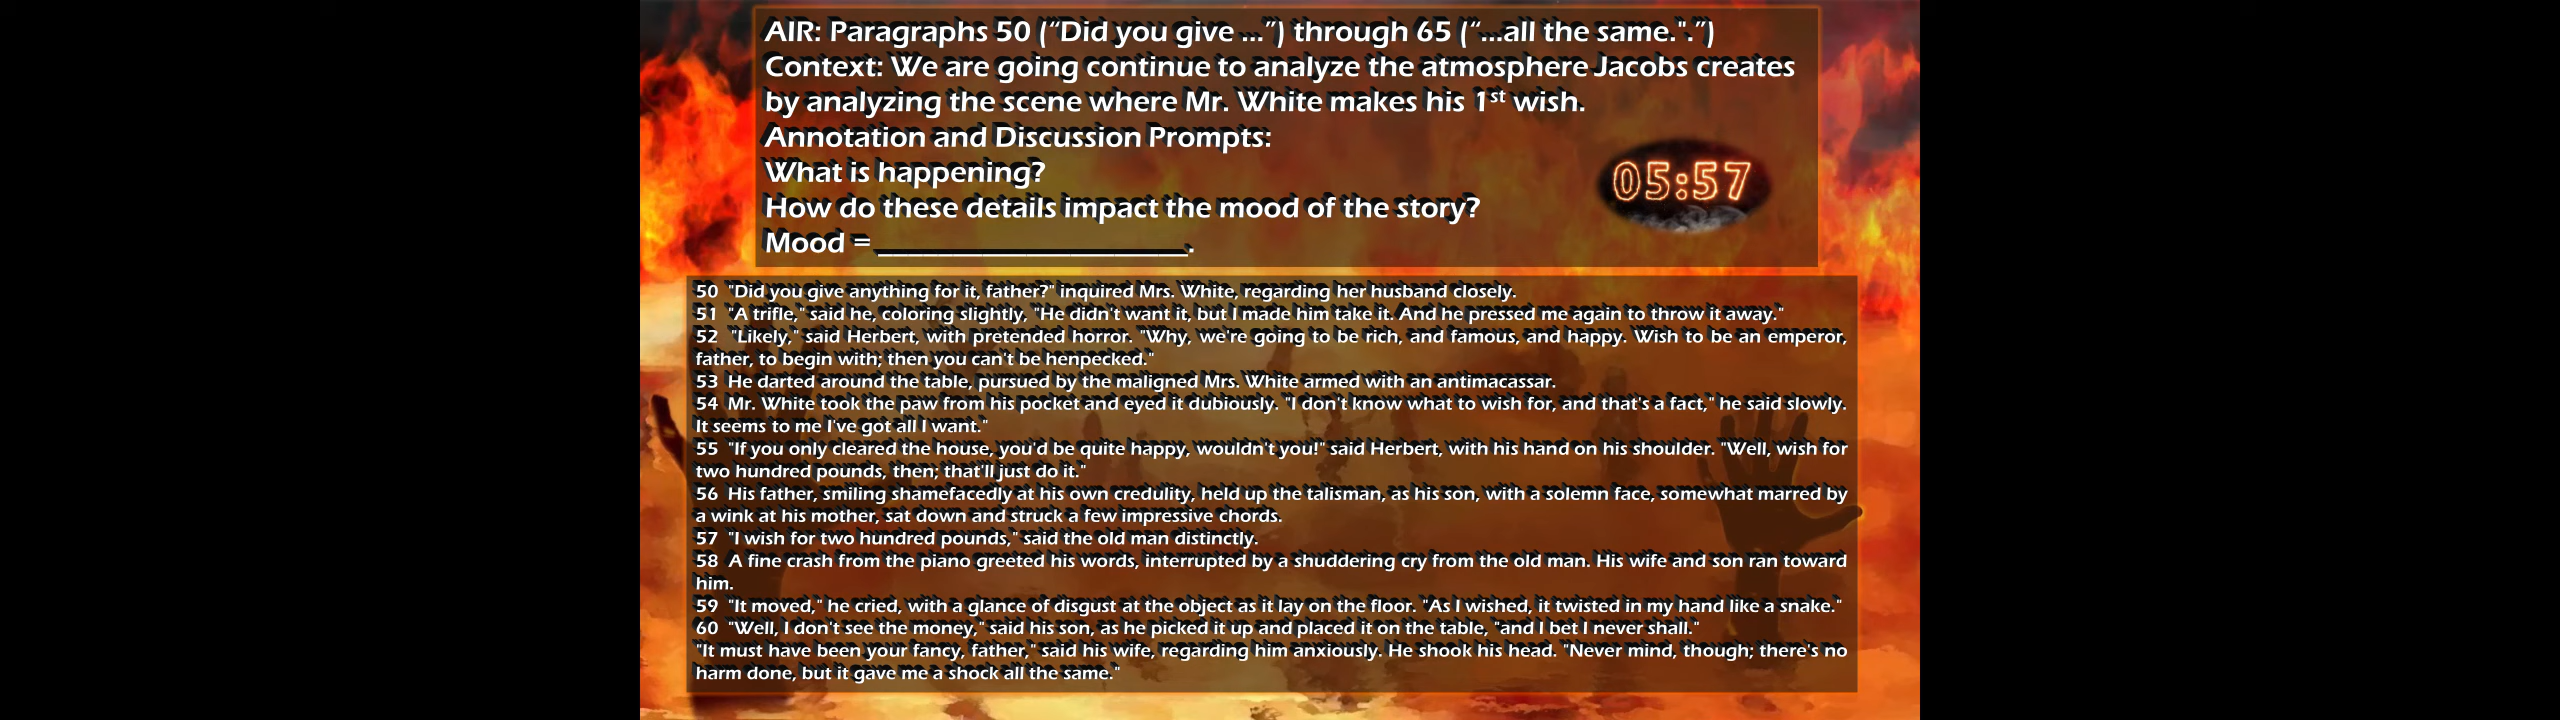 AIR: Paragraphs 50 (“Did you give ...”) through 65 (“...all the same.".”)
Context: We are going continue to analyze the atmosphere Jacobs creates
by analyzing the scene where Mr. White makes his 1st wish.
Annotation and Discussion Prompts:
What is happening?
05:57
How do these details impact the mood of the story?
Mood =____________________.
50 "Did you give anything for it, father?" inquired Mrs. White, regarding her husband closely.
51 "A trifle," said he, coloring slightly, "He didn't want it, but I made him take it. And he pressed me again to throw it away."
52 "Likely," said Herbert, with pretended horror. "Why, we're going to be rich, and famous, and happy. Wish to be an emperor,
father, to begin with; then you can't be henpecked."
53 He darted around the table, pursued by the maligned Mrs. White armed with an antimacassar.
54 Mr. White took the paw from his pocket and eyed it dubiously. "I don't know what to wish for, and that's a fact," he said slowly.
It seems to me I've got all I want."
55 "If you only cleared the house, you'd be quite happy, wouldn't you!" said Herbert, with his hand on his shoulder. "Well, wish for
two hundred pounds, then; that'll just do it."
56 His father, smiling shamefacedly at his own credulity, held up the talisman, as his son, with a solemn face, somewhat marred by
a wink at his mother, sat down and struck a few impressive chords.
57 "I wish for two hundred pounds," said the old man distinctly.
58 A fine crash from the piano greeted his words, interrupted by a shuddering cry from the old man. His wife and son ran toward
him.
59 "It moved," he cried, with a glance of disgust at the object as it lay on the floor. "As I wished, it twisted in my hand like a snake."
60 "Well, I don't see the money," said his son, as he picked it up and placed it on the table, "and I bet I never shall."
"It must have been your fancy, father," said his wife, regarding him anxiously. He shook his head. "Never mind, though; there's no
harm done, but it gave me a shock all the same."